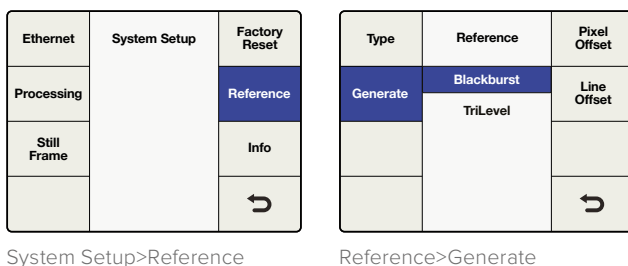 Ethernet
System Setup
Factory
Reset
Processing
Reference
Still
Frame
Info
System Setup>Reference
Type
Reference
Pixel
Offset
Generate
Blackburst
TriLevel
Line
Offset
Reference>Generate